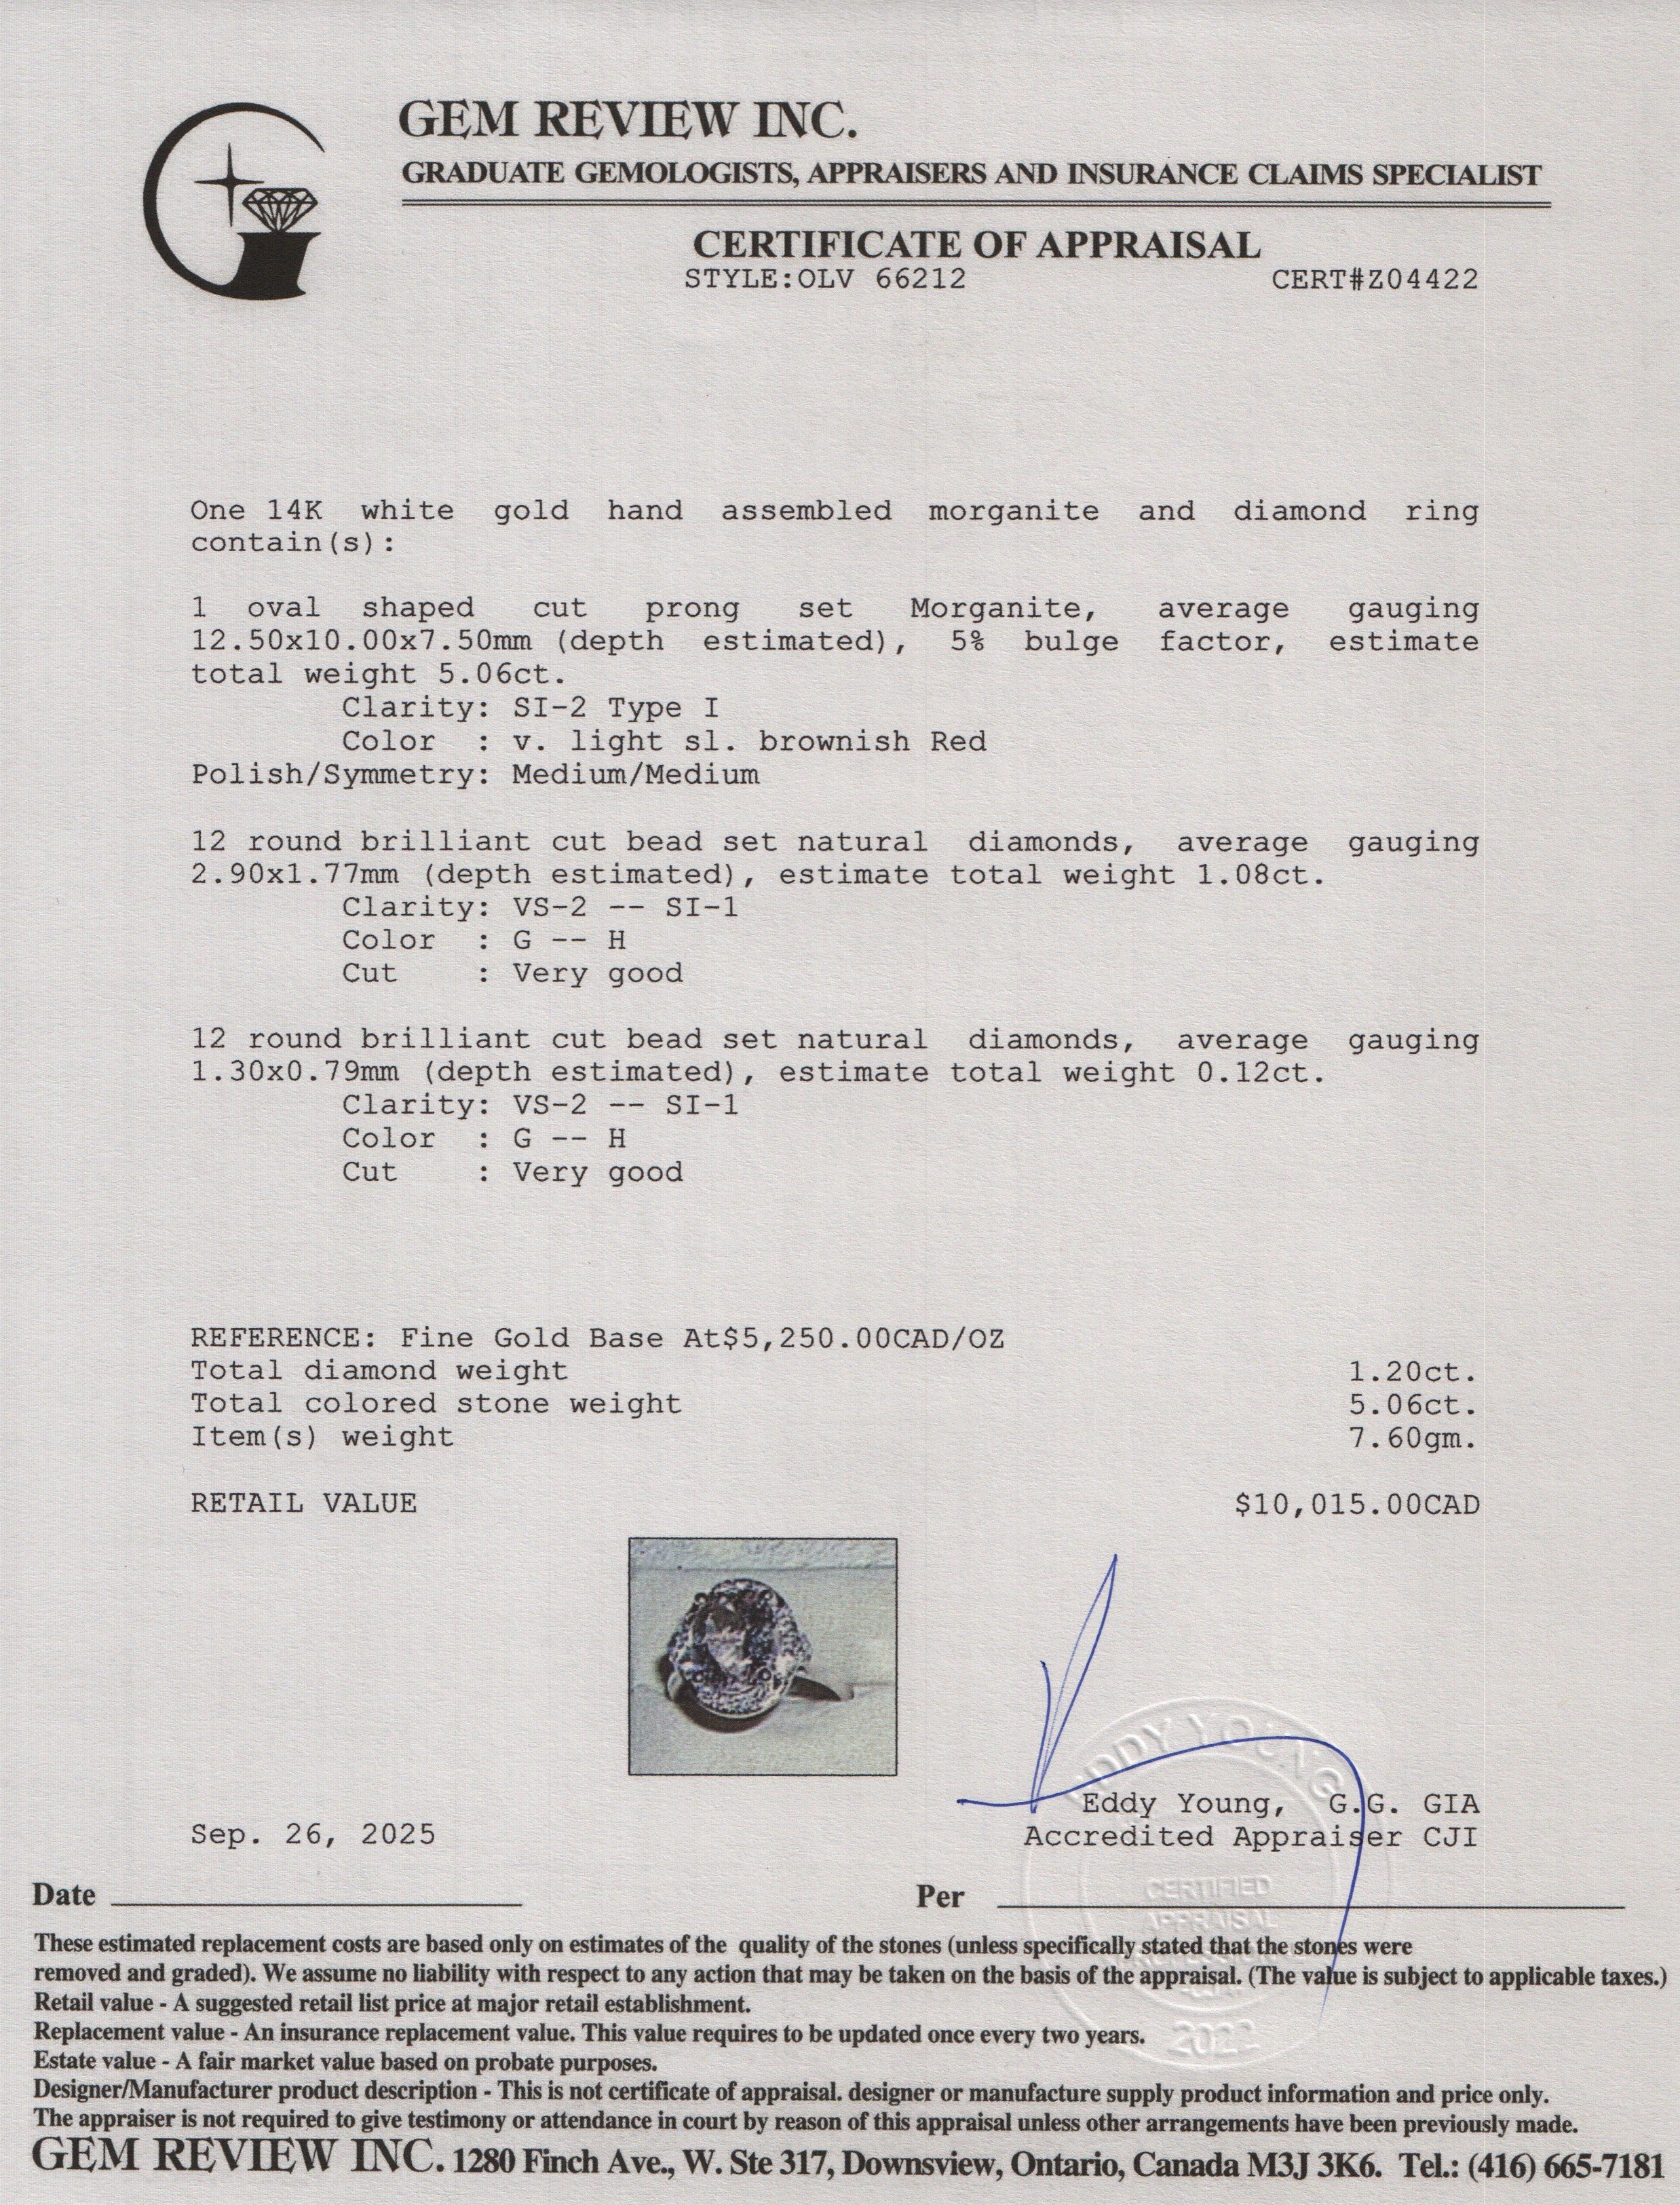 GEM REVIEW INC.
GRADUATE GEMOLOGISTS, APPRAISERS AND INSURANCE CLAIMS SPECIALIST
CERTIFICATE OF APPRAISAL
STYLE:OLV 66212 CERT#Z04422
One 14K white gold hand assembled morganite and diamond ring
contain(s):
1 oval shaped cut prong set Morganite, average gauging
12.50x10.00x7.50mm (depth estimated), 5% bulge factor, estimate
total weight 5.06ct.
Clarity: SI-2 Type I
Color : v. light sl. brownish Red
Polish/Symmetry: Medium/Medium
12 round brilliant cut bead set natural diamonds, average gauging
2.90x1.77mm (depth estimated), estimate total weight 1.08ct.
Clarity: VS-2 -- SI-1
Color : G -- H
Cut : Very good
12 round brilliant cut bead set natural diamonds, average gauging
1.30x0.79mm (depth estimated), estimate total weight 0.12ct.
Clarity: VS-2 -- SI-1
Color : G -- H
Cut : Very good
REFERENCE: Fine Gold Base At$5,250.00CAD/OZ
Total diamond weight 1.20ct.
Total colored stone weight 5.06ct.
Item(s) weight 7.60gm.
RETAIL VALUE $10,015.00CAD
EDDY YOUNG
Eddy Young, G.G. GIA
Sep. 26, 2025 Accredited Appraiser CJI
CERTIFIED
APPRAISAL
Date Per
These estimated replacement costs are based only on estimates of the quality of the stones (unless specifically stated that the stones were
removed and graded). We assume no liability with respect to any action that may be taken on the basis of the appraisal. (The value is subject to applicable taxes.)
Retail value - A suggested retail list price at major retail establishment.
Replacement value - An insurance replacement value. This value requires to be updated once every two years.
2022
Estate value - A fair market value based on probate purposes.
Designer/Manufacturer product description - This is not certificate of appraisal. designer or manufacture supply product information and price only.
The appraiser is not required to give testimony or attendance in court by reason of this appraisal unless other arrangements have been previously made.
GEM REVIEW INC. 1280 Finch Ave., W. Ste 317, Downsview, Ontario, Canada M3J 3K6. Tel.: (416) 665-7181